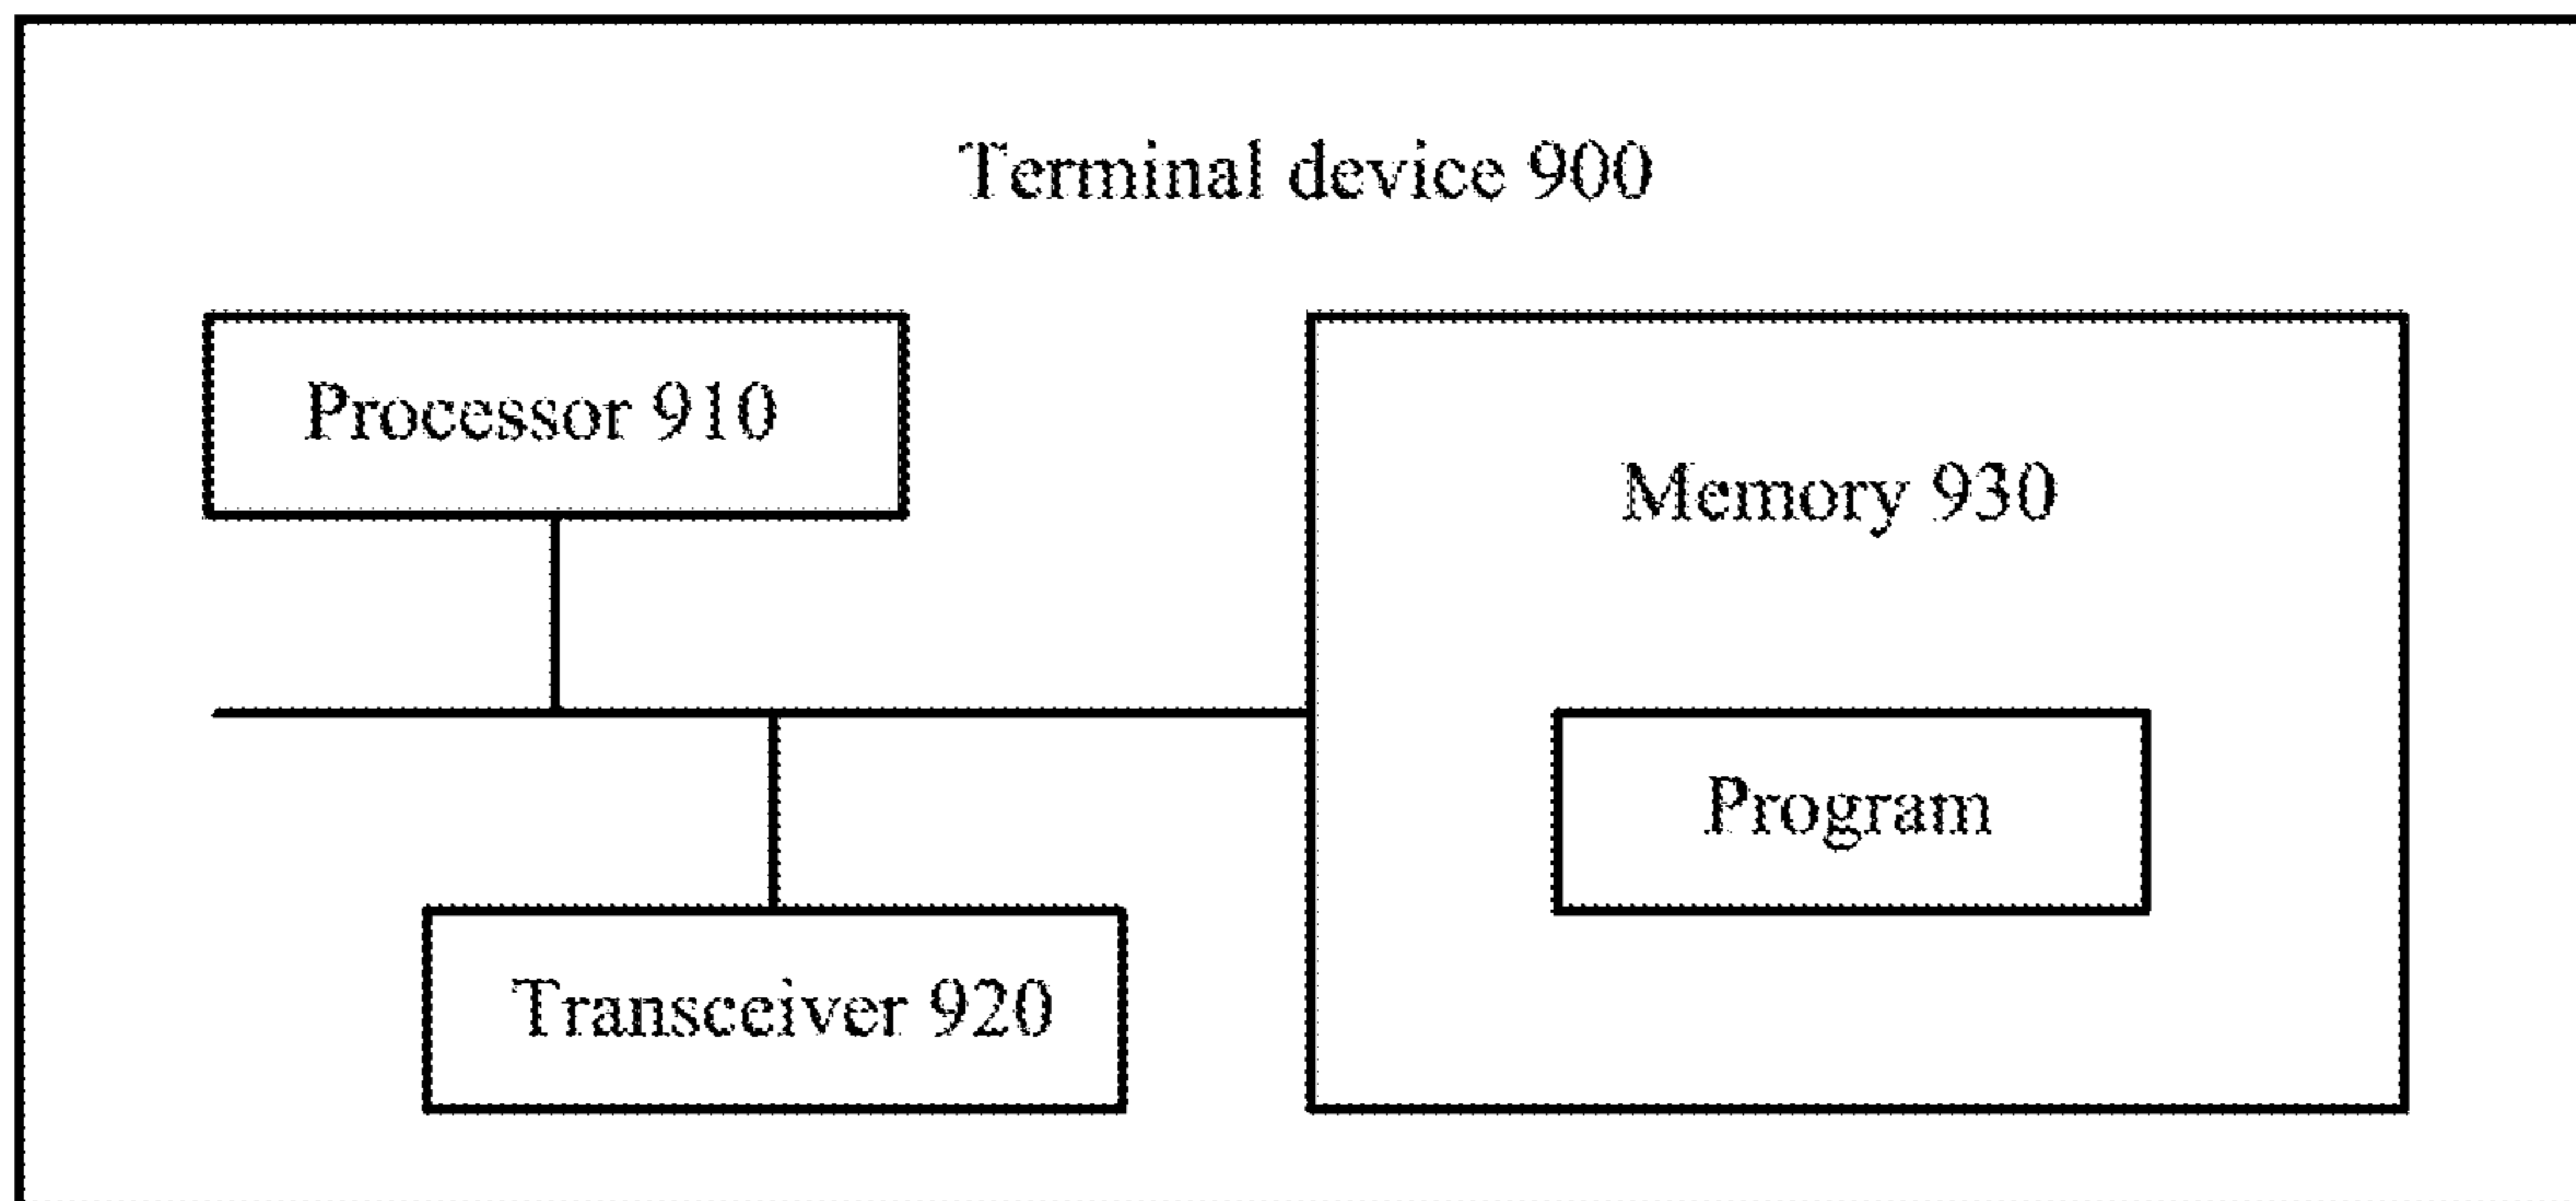 Terminal device 900
Processor 910
Memory 930
Program
Transceiver 920